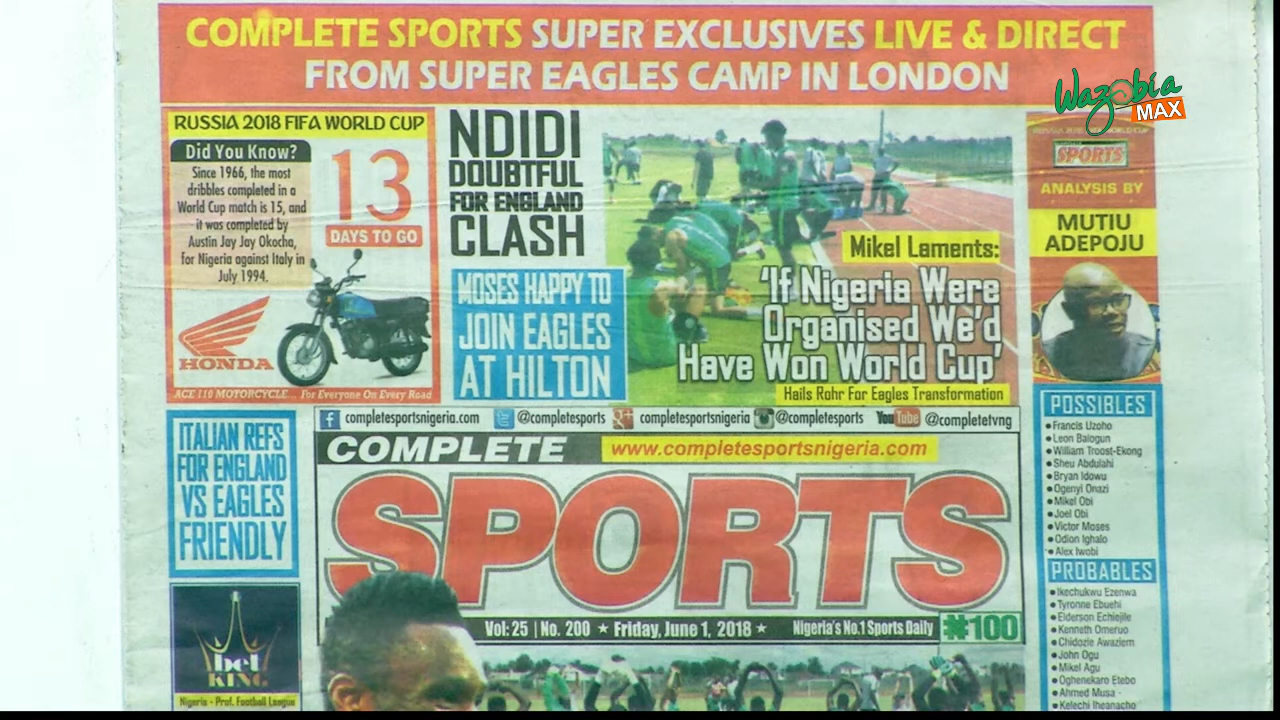 COMPLETE SPORTS SUPER EXCLUSIVES LIVE & DIRECT
FROM SUPER EAGLES CAMP IN LONDON
Wazobia
MAX
RUSSIA 2018 FIFA WORLD CUP
Did You Know?
Since 1966, the most
dribbles completed in a
World Cup match is 15, and
it was completed by
Austin Jay Jay Okocha,
for Nigeria against Italy in
July 1994.
13
DAYS TO GO
HONDA
ACE 110 MOTORCYCLE... For Everyone On Every Road
NDIDI
DOUBTFUL
FOR ENGLAND
CLASH
MOSES HAPPY TO
JOIN EAGLES
AT HILTON
Mikel Laments:
'If Nigeria Were
Organised We'd
Have Won World Cup'
Hails Rohr For Eagles Transformation
SPORTS
ANALYSIS BY
MUTIU
ADEPOJU
completesportsnigeria.com @completesports completesportsnigeria @completesports YouTube @completetvng
COMPLETE
www.completesportsnigeria.com
SPORTS
Vol: 25 | No. 200 ★ Friday, June 1, 2018 ★ Nigeria's No.1 Sports Daily ₦100
ITALIAN REFS
FOR ENGLAND
VS EAGLES
FRIENDLY
bet
KING
Nigeria - Prof. Football League
POSSIBLES
• Francis Uzoho
• Leon Balogun
• William Troost-Ekong
• Sheu Abdulahi
• Bryan Idowu
• Ogenyi Onazi
• Mikel Obi
• Joel Obi
• Victor Moses
• Odion Ighalo
• Alex Iwobi
PROBABLES
• Ikechukwu Ezenwa
• Tyronne Ebuehi
• Elderson Echiejile
• Kenneth Omeruo
• Chidozie Awaziem
• John Ogu
• Mikel Agu
• Oghenekaro Etebo
• Ahmed Musa
• Kelechi Iheanacho